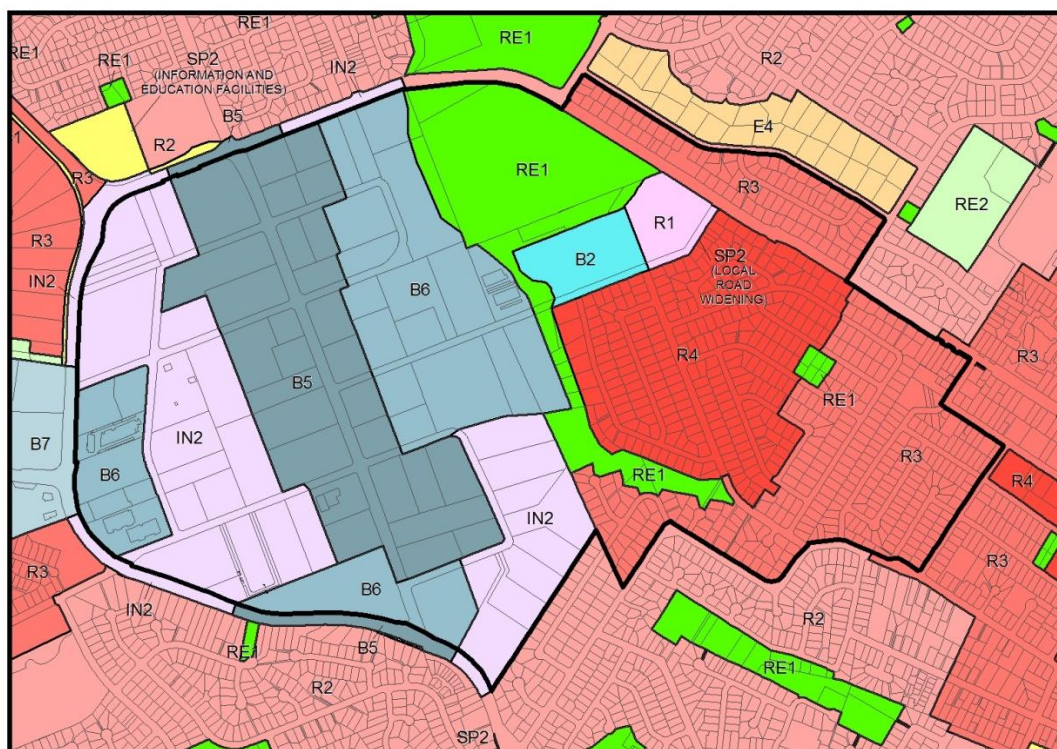 RE1
RE1
RE1
R2
RE1
SP2
(INFORMATION AND
EDUCATION FACILITIES)
IN2
B5
R2
E4
RE1
R3
R3
RE2
R1
R3
B2
SP2
(LOCAL
ROAD
WIDENING)
IN2
B6
R4
R3
B5
RE1
B7
IN2
B6
R3
RE1
R4
IN2
R3
R3
B6
IN2
R2
RE1
B5
RE1
R2
SP2